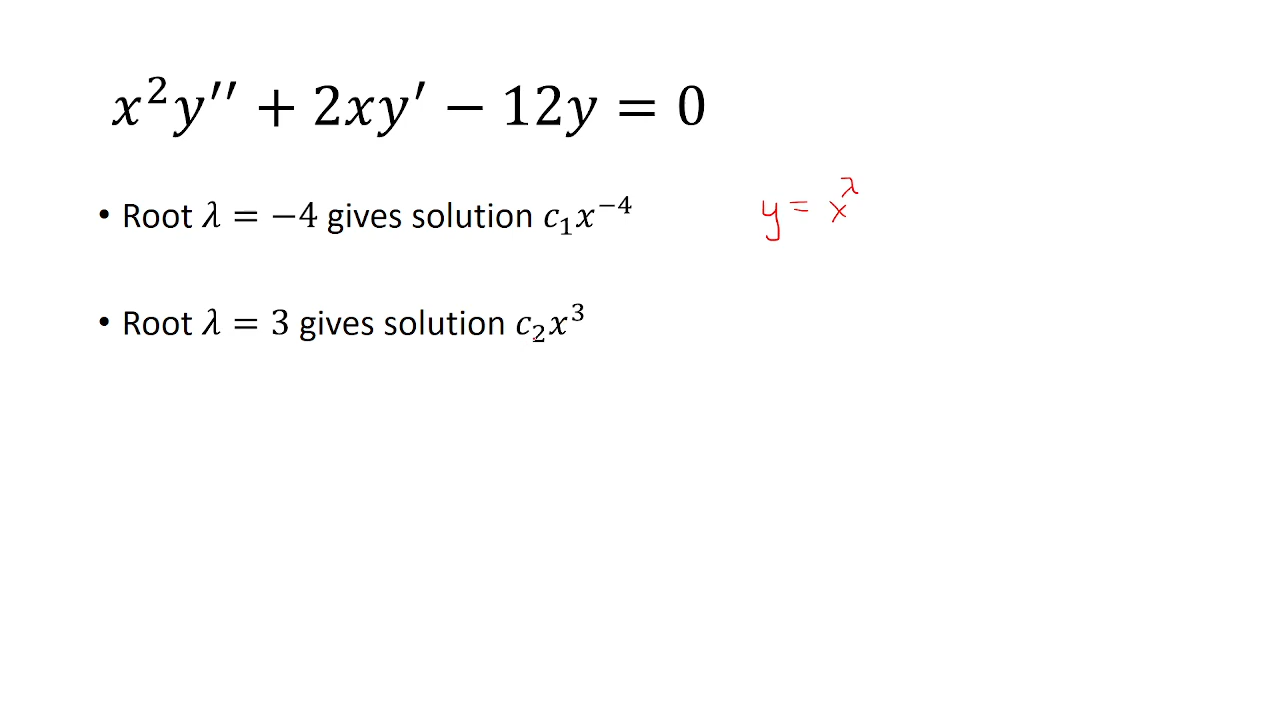 x²y′′ + 2xy′ − 12y = 0
• Root λ = −4 gives solution c₁x⁻⁴
y = x^λ
• Root λ = 3 gives solution c₂x³